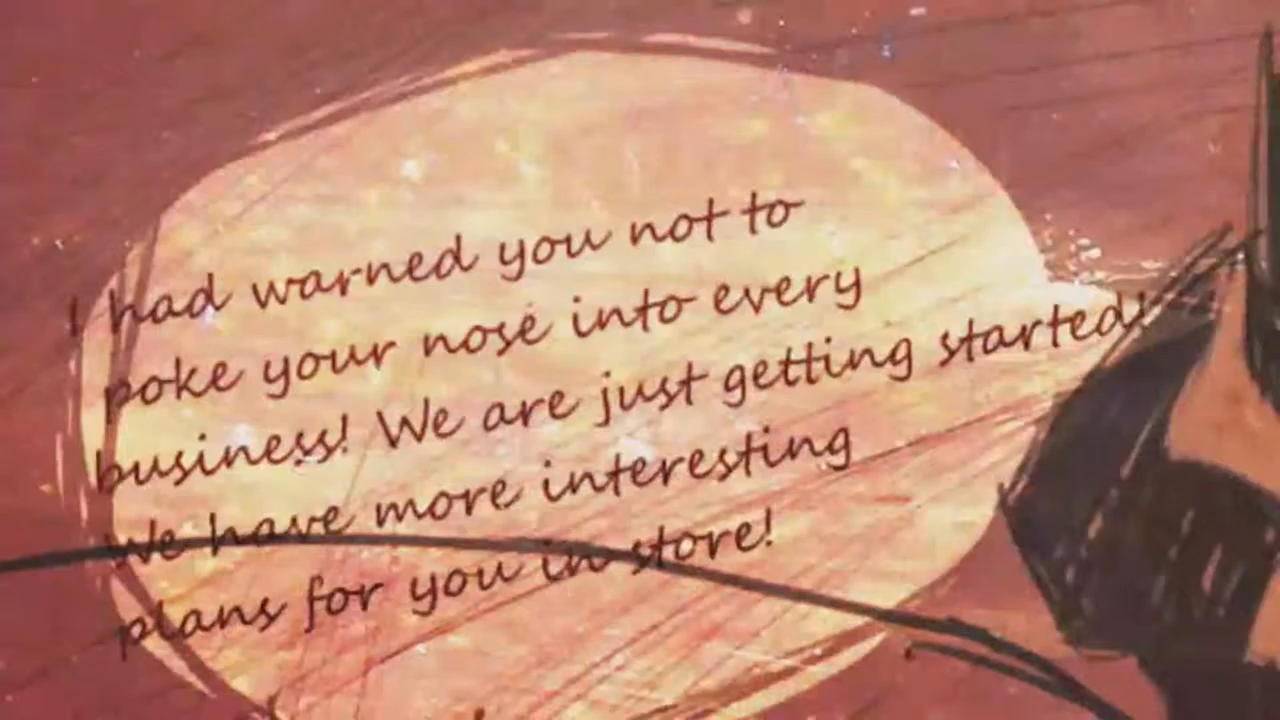 I had warned you not to
poke your nose into every
business! We are just getting started!
We have more interesting
plans for you in store!